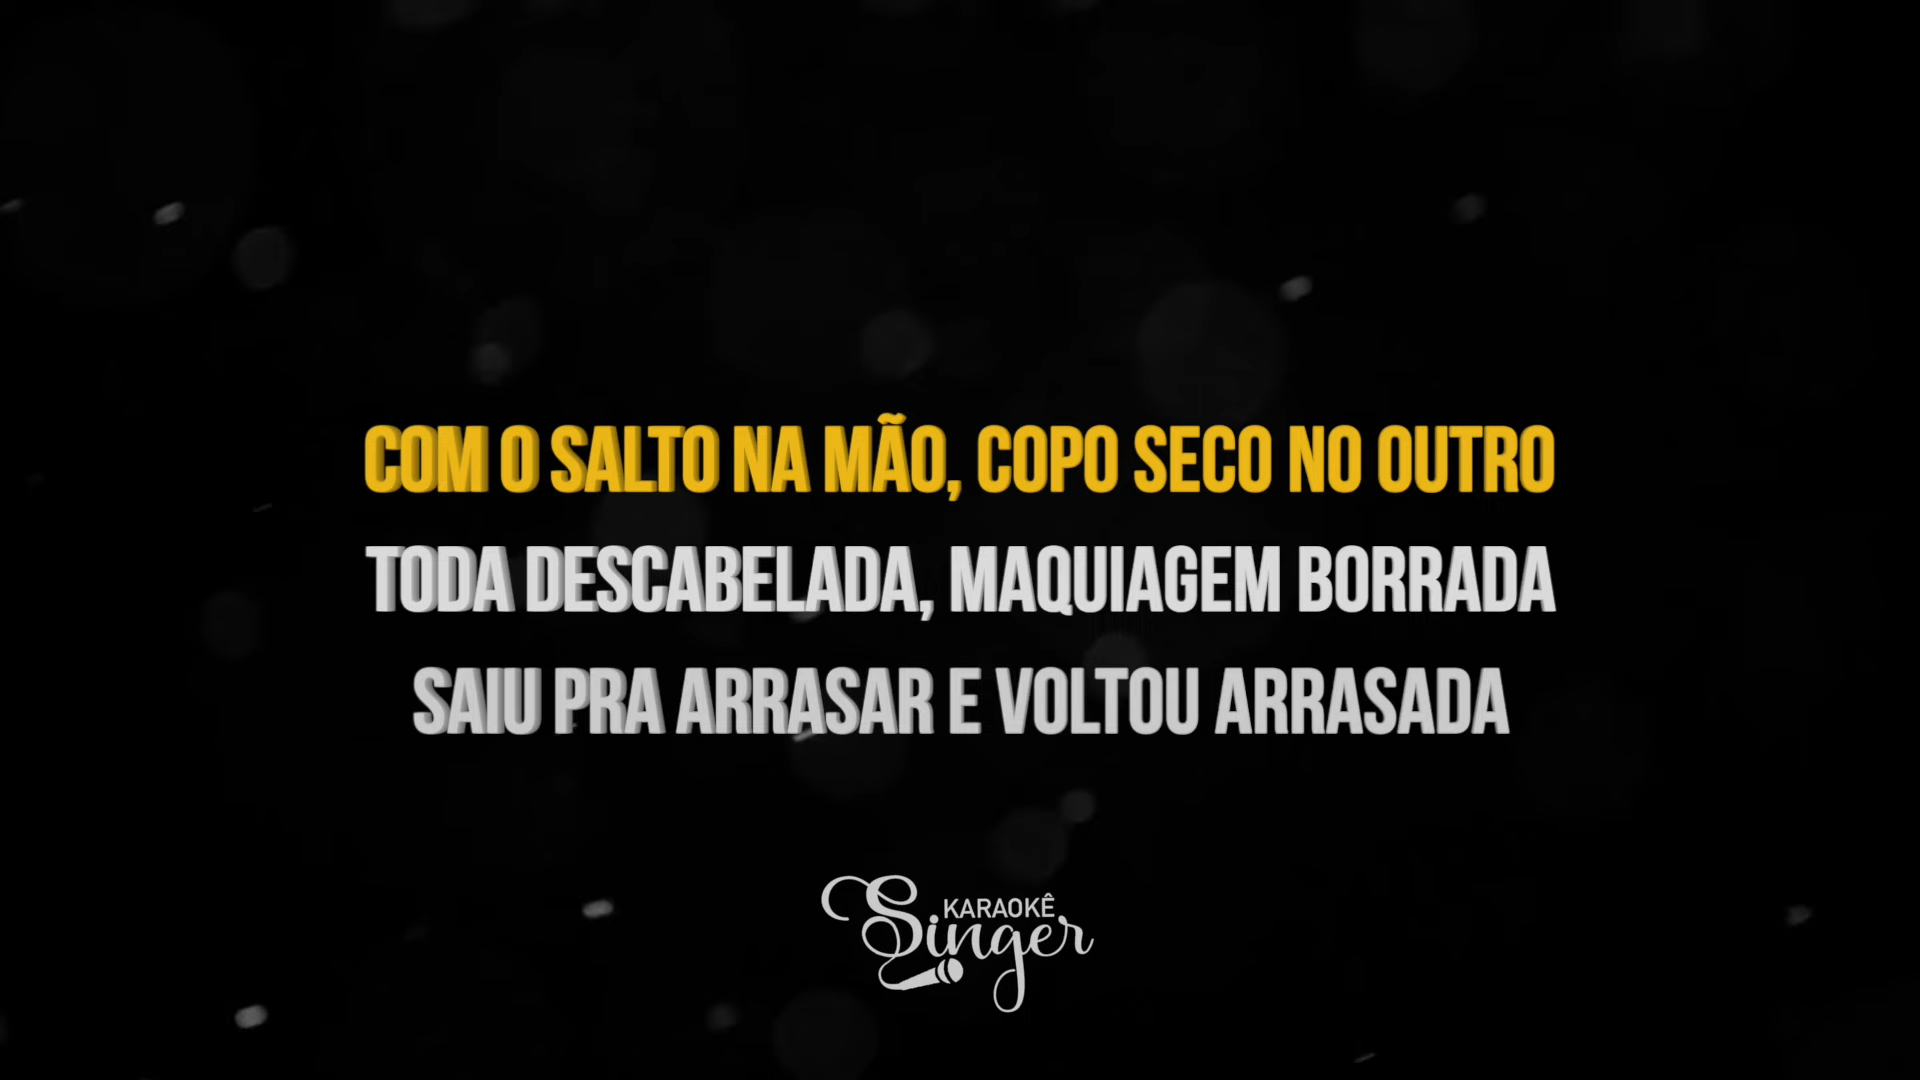 COM O SALTO NA MÃO, COPO SECO NO OUTRO
TODA DESCABELADA, MAQUIAGEM BORRADA
SAIU PRA ARRASAR E VOLTOU ARRASADA
KARAOKÊ
Singer